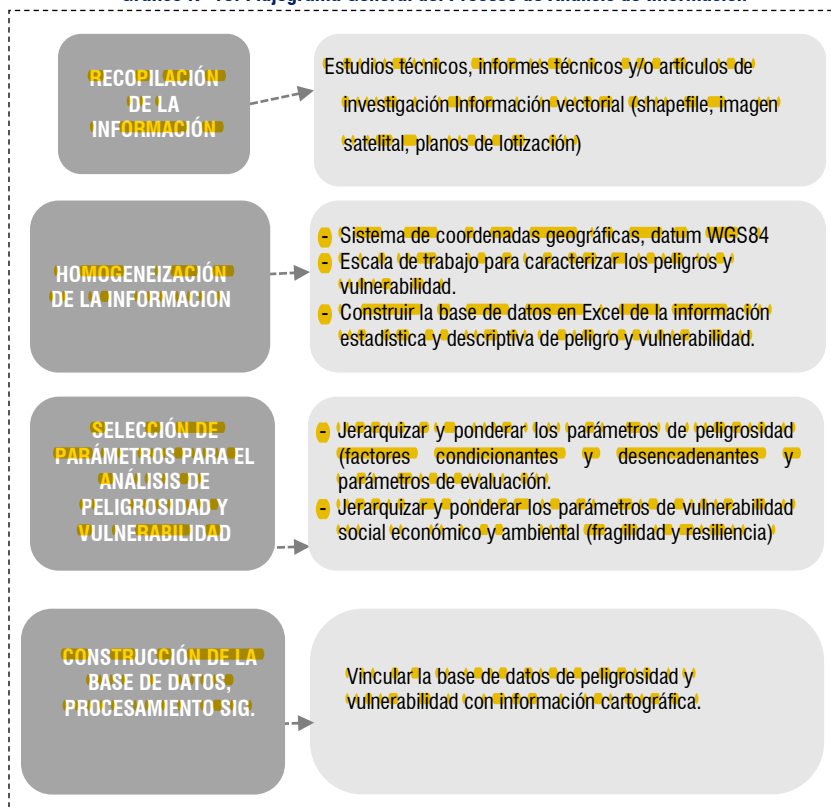 RECOPILACIÓN
DE LA
INFORMACIÓN
Estudios técnicos, informes técnicos y/o artículos de
investigación Información vectorial (shapefile, imagen
satelital, planos de lotización)
HOMOGENEIZACIÓN
DE LA INFORMACION
- Sistema de coordenadas geográficas, datum WGS84
- Escala de trabajo para caracterizar los peligros y
vulnerabilidad.
- Construir la base de datos en Excel de la información
estadística y descriptiva de peligro y vulnerabilidad.
SELECCIÓN DE
PARÁMETROS PARA EL
ANÁLISIS DE
PELIGROSIDAD Y
VULNERABILIDAD
- Jerarquizar y ponderar los parámetros de peligrosidad
(factores condicionantes y desencadenantes y
parámetros de evaluación.
- Jerarquizar y ponderar los parámetros de vulnerabilidad
social económico y ambiental (fragilidad y resiliencia)
CONSTRUCCIÓN DE LA
BASE DE DATOS,
PROCESAMIENTO SIG.
Vincular la base de datos de peligrosidad y
vulnerabilidad con información cartográfica.